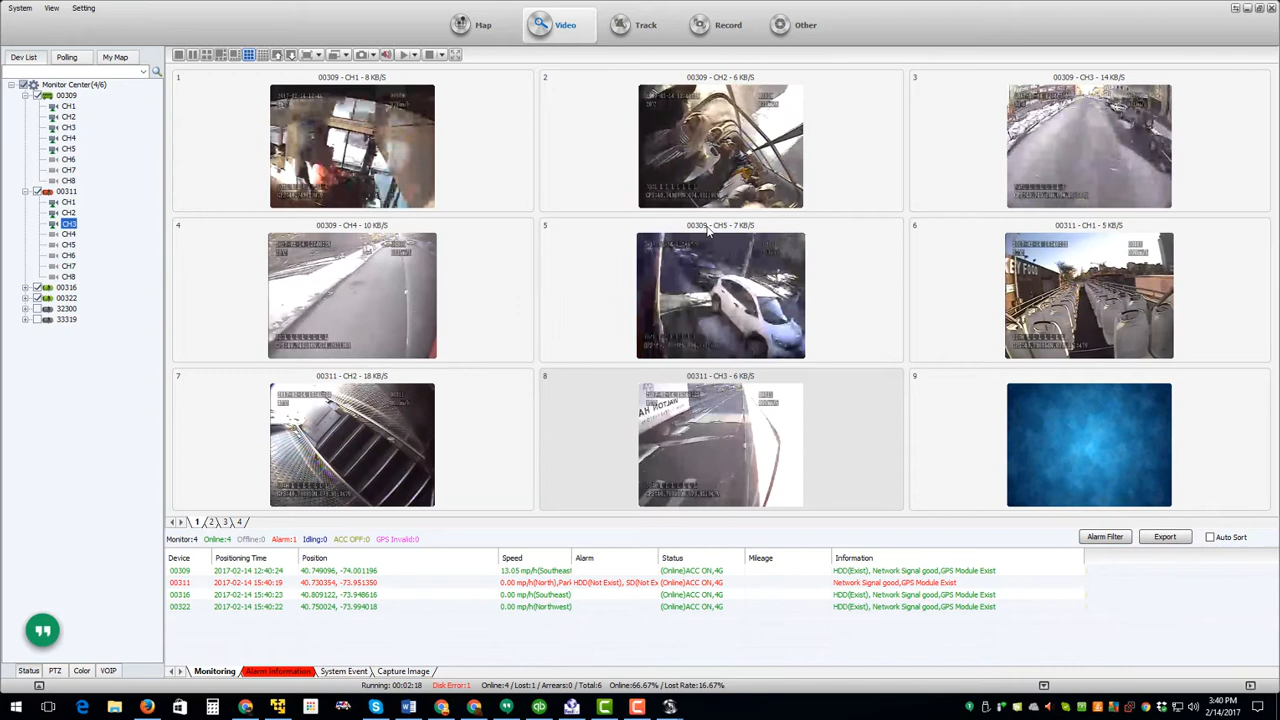 System View Setting
Map Video Track Record Other
Dev List Polling My Map
Monitor Center(4/6)
00309
CH1
CH2
CH3
CH4
CH5
CH6
CH7
CH8
00311
CH1
CH2
CH3
CH4
CH5
CH6
CH7
CH8
00316
00322
32300
33319
1 00309 - CH1 - 8 KB/S
2 00309 - CH2 - 6 KB/S
3 00309 - CH3 - 14 KB/S
4 00309 - CH4 - 10 KB/S
5 00309 - CH5 - 7 KB/S
6 00311 - CH1 - 5 KB/S
KEY FOOD
7 00311 - CH2 - 18 KB/S
8 00311 - CH3 - 6 KB/S
9
1 2 3 4
Monitor:4 Online:4 Offline:0 Alarm:1 Idling:0 ACC OFF:0 GPS Invalid:0
Alarm Filter Export Auto Sort
Device Positioning Time Position Speed Alarm Status Mileage Information
00309 2017-02-14 12:40:24 40.749096, -74.001196 13.05 mp/h(Southeast (Online)ACC ON,4G HDD(Exist), Network Signal good,GPS Module Exist
00311 2017-02-14 15:40:19 40.730354, -73.951350 0.00 mp/h(North),Park HDD(Not Exist), SD(Not Ex (Online)ACC ON,4G Network Signal good,GPS Module Exist
00316 2017-02-14 15:40:23 40.809122, -73.948616 0.00 mp/h(Southeast) (Online)ACC ON,4G HDD(Exist), Network Signal good,GPS Module Exist
00322 2017-02-14 15:40:22 40.750024, -73.994018 0.00 mp/h(Northwest) (Online)ACC ON,4G HDD(Exist), Network Signal good,GPS Module Exist
Status PTZ Color VOIP
Monitoring Alarm Information System Event Capture Image
Running: 00:02:18 Disk Error:1 Online:4 / Lost:1 / Arrears:0 / Total:6 Online:66.67% / Lost Rate:16.67%
3:40 PM
2/14/2017